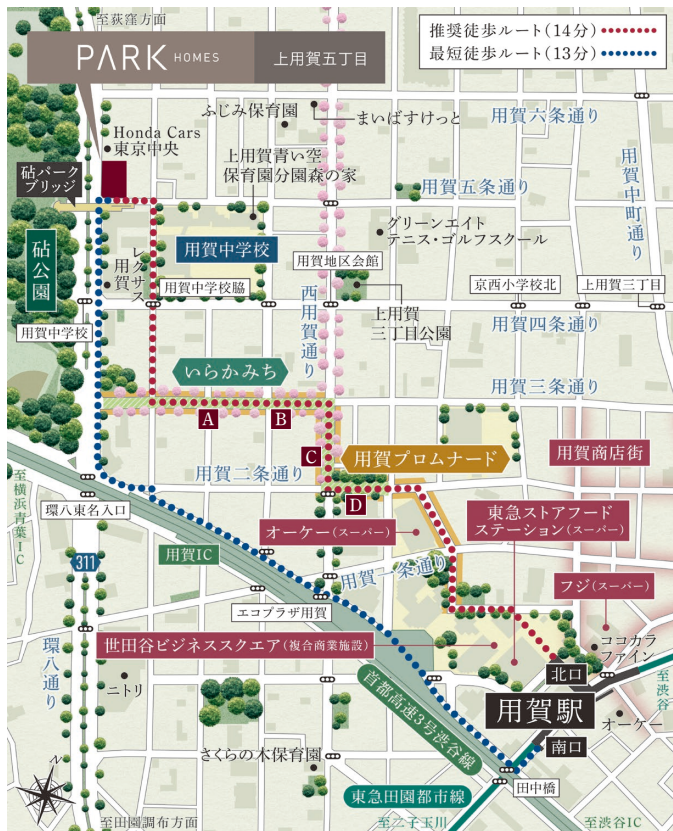 至荻窪方面
推奨徒歩ルート(14分)
最短徒歩ルート(13分)
PARK HOMES
上用賀五丁目
ふじみ保育園
まいばすけっと
用賀六条通り
Honda Cars
東京中央
上用賀青い空
保育園分園森の家
用賀中町通り
砧パーク
ブリッジ
用賀五条通り
グリーンエイト
テニス・ゴルフスクール
砧公園
用賀中学校
レクサス
用賀
用賀中学校脇
用賀地区会館
京西小学校北
上用賀三丁目
西用賀通り
上用賀
三丁目公園
用賀中学校
用賀四条通り
いらかみち
用賀三条通り
A
B
C
D
用賀プロムナード
用賀商店街
用賀二条通り
至横浜青葉IC
環八東名入口
東急ストアフード
ステーション(スーパー)
オーケー(スーパー)
用賀IC
311
用賀一条通り
フジ(スーパー)
エコプラザ用賀
世田谷ビジネススクエア(複合商業施設)
ココカラ
ファイン
環八通り
ニトリ
北口
至渋谷
首都高速3号渋谷線
用賀駅
オーケー
南口
さくらの木保育園
田中橋
N
東急田園都市線
至田園調布方面
至二子玉川
至渋谷IC